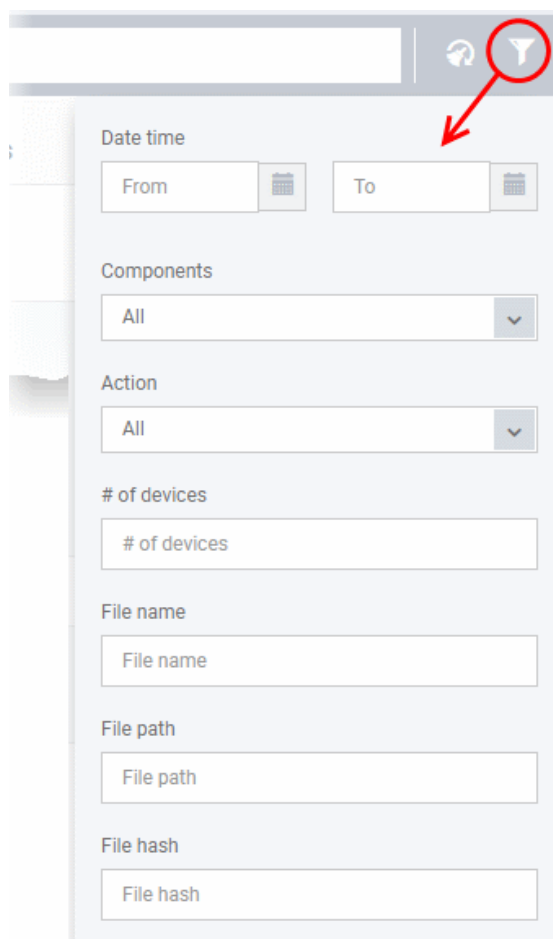 Date time
From To
Components
All
Action
All
# of devices
# of devices
File name
File name
File path
File path
File hash
File hash